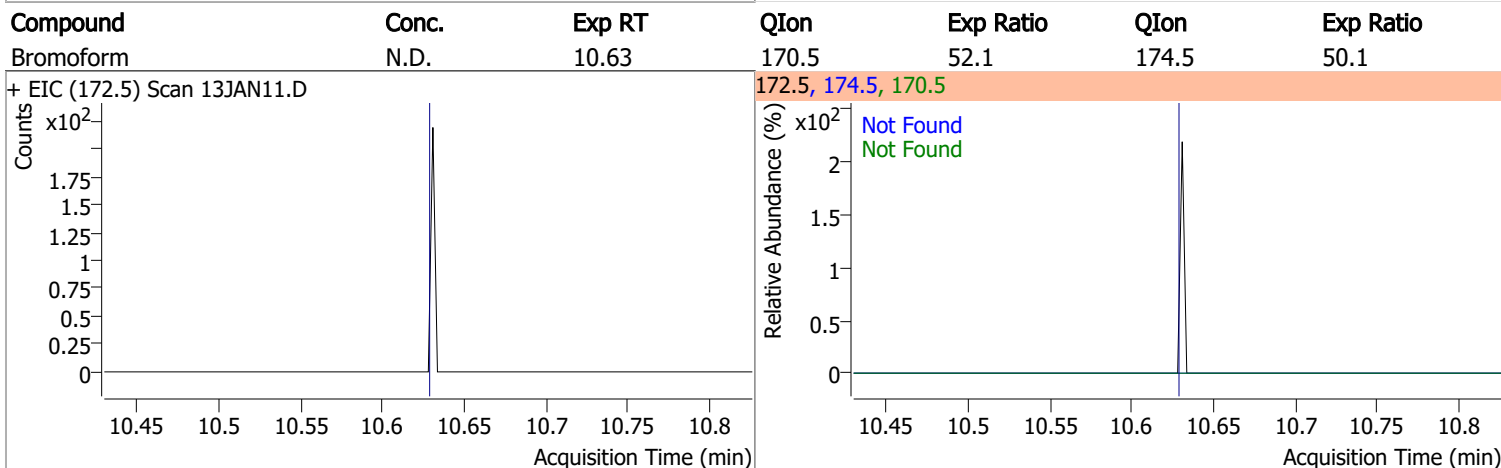 Compound Conc. Exp RT QIon Exp Ratio QIon Exp Ratio
Bromoform N.D. 10.63 170.5 52.1 174.5 50.1
+ EIC (172.5) Scan 13JAN11.D
Counts
x10²
1.75
1.5
1.25
1
0.75
0.5
0.25
0
10.45 10.5 10.55 10.6 10.65 10.7 10.75 10.8
Acquisition Time (min)
172.5, 174.5, 170.5
Relative Abundance (%)
x10²
Not Found
Not Found
2
1.5
1
0.5
0
10.45 10.5 10.55 10.6 10.65 10.7 10.75 10.8
Acquisition Time (min)